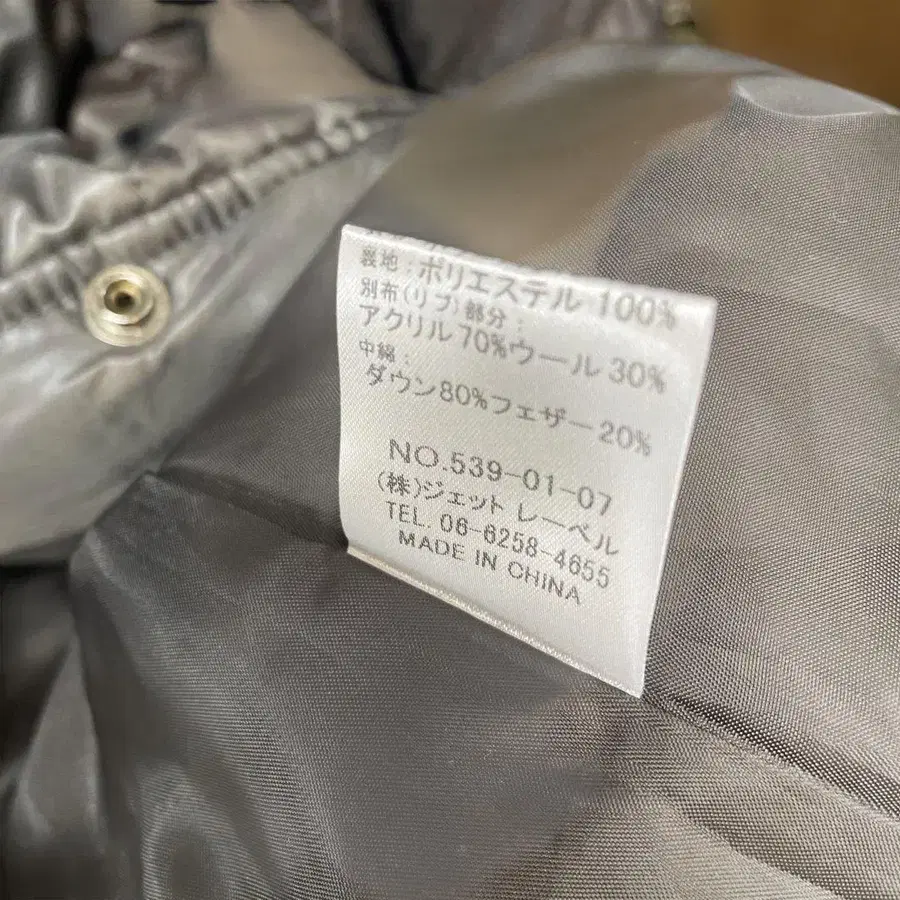 裏地：ポリエステル 100%
別布(リブ)部分：
アクリル 70%ウール 30%
中綿：
ダウン80%フェザー20%
NO.539-01-07
(株)ジェット レーベル
TEL. 06-6258-4655
MADE IN CHINA